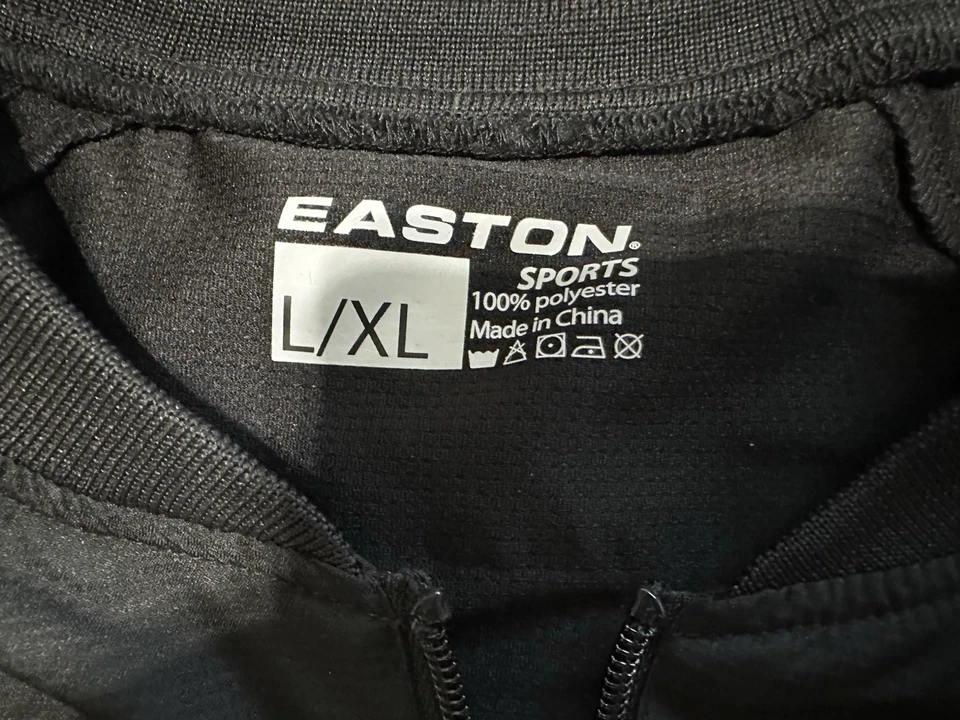 EASTON®
SPORTS
L/XL
100% polyester
Made in China